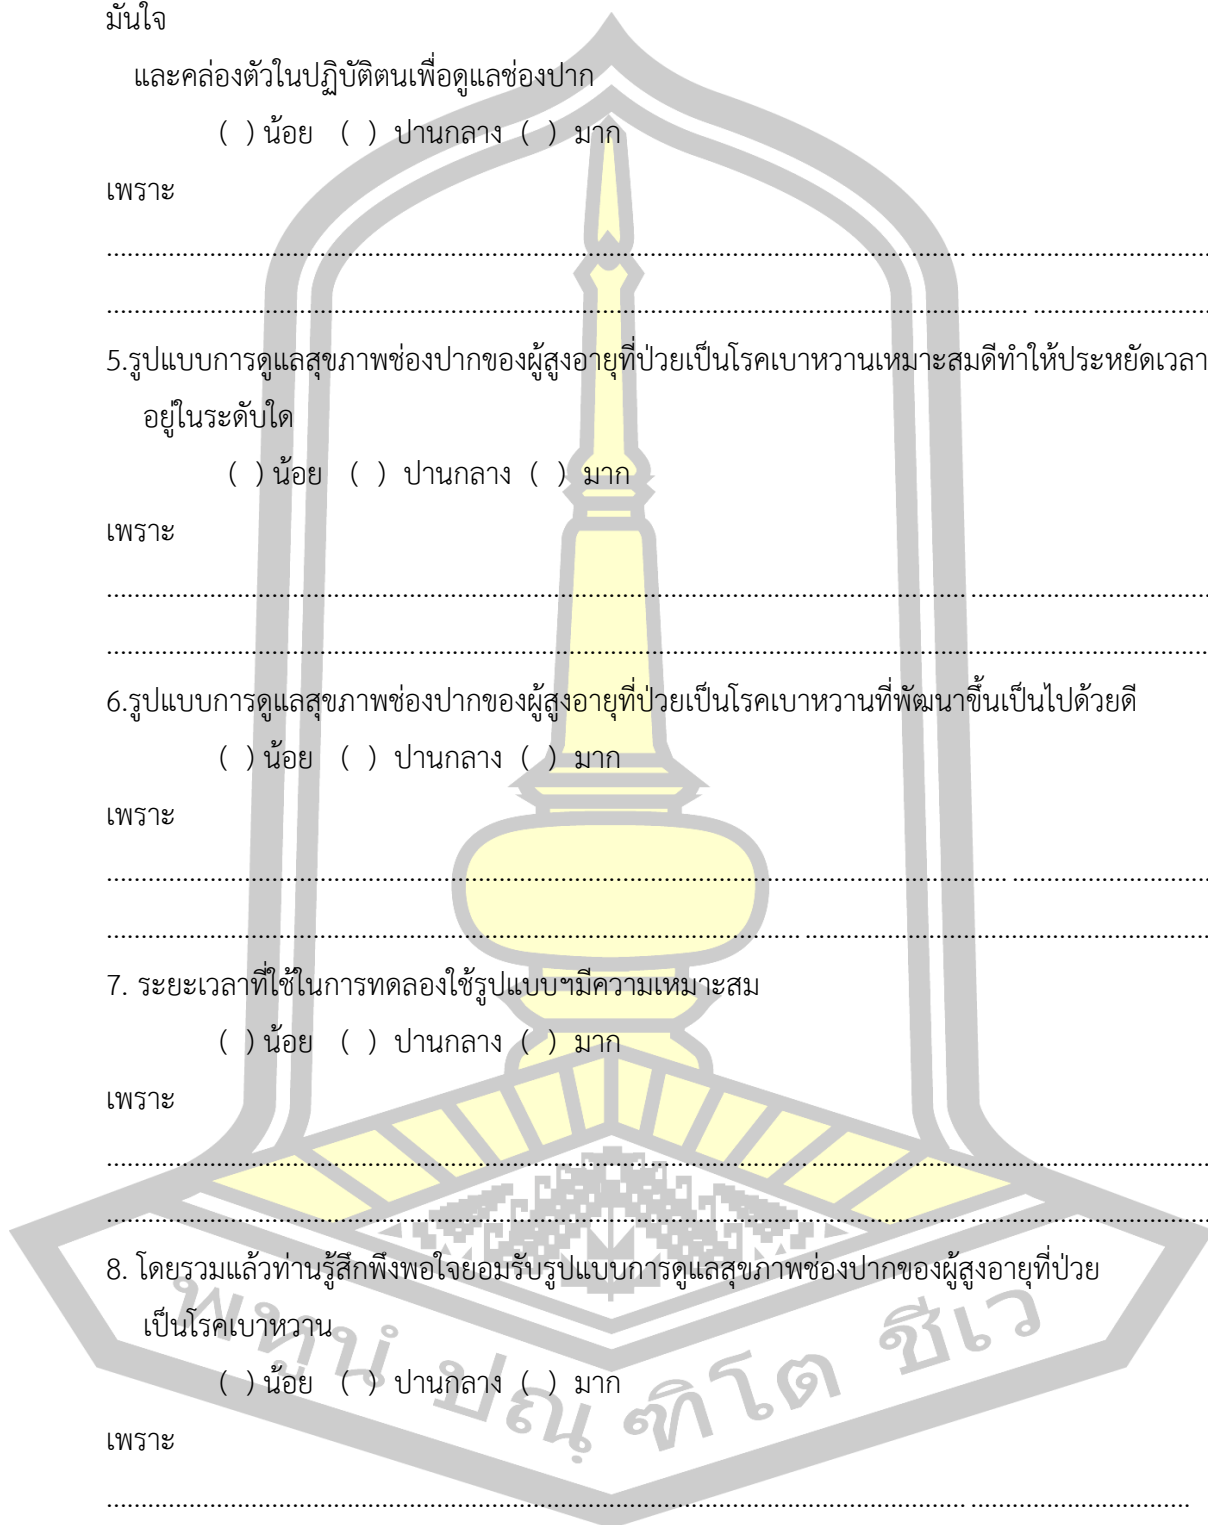 มั่นใจ
และคล่องตัวในปฏิบัติตนเพื่อดูแลช่องปาก
( ) น้อย ( ) ปานกลาง ( ) มาก
เพราะ
................................................................................................................................ ....................................
......................................................................................................................................... ...........................
5.รูปแบบการดูแลสุขภาพช่องปากของผู้สูงอายุที่ป่วยเป็นโรคเบาหวานเหมาะสมดีทำให้ประหยัดเวลา
อยู่ในระดับใด
( ) น้อย ( ) ปานกลาง ( ) มาก
เพราะ
................................................................................................................................ ....................................
.............................................. ......................................................................................................................
6.รูปแบบการดูแลสุขภาพช่องปากของผู้สูงอายุที่ป่วยเป็นโรคเบาหวานที่พัฒนาขึ้นเป็นไปด้วยดี
( ) น้อย ( ) ปานกลาง ( ) มาก
เพราะ
...................................................................................................................................... ..............................
....................................................................................................... .............................................................
7. ระยะเวลาที่ใช้ในการทดลองใช้รูปแบบฯมีความเหมาะสม
( ) น้อย ( ) ปานกลาง ( ) มาก
เพราะ
........................................................................................................ ............................................................
................................................................................................................................ ....................................
8. โดยรวมแล้วท่านรู้สึกพึงพอใจยอมรับรูปแบบการดูแลสุขภาพช่องปากของผู้สูงอายุที่ป่วย
เป็นโรคเบาหวาน
( ) น้อย ( ) ปานกลาง ( ) มาก
เพราะ
................................................................................................................................ ................................
พหูนํ ปณฺฑิโต ชีเว